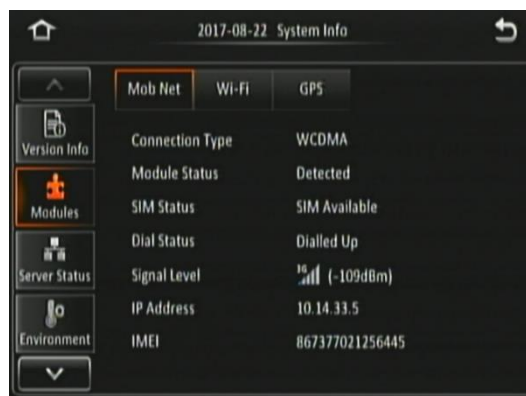 2017-08-22 System Info
Mob Net Wi-Fi GPS
Version Info
Modules
Server Status
Environment
Connection Type WCDMA
Module Status Detected
SIM Status SIM Available
Dial Status Dialled Up
Signal Level 3G (-109dBm)
IP Address 10.14.33.5
IMEI 867377021256445